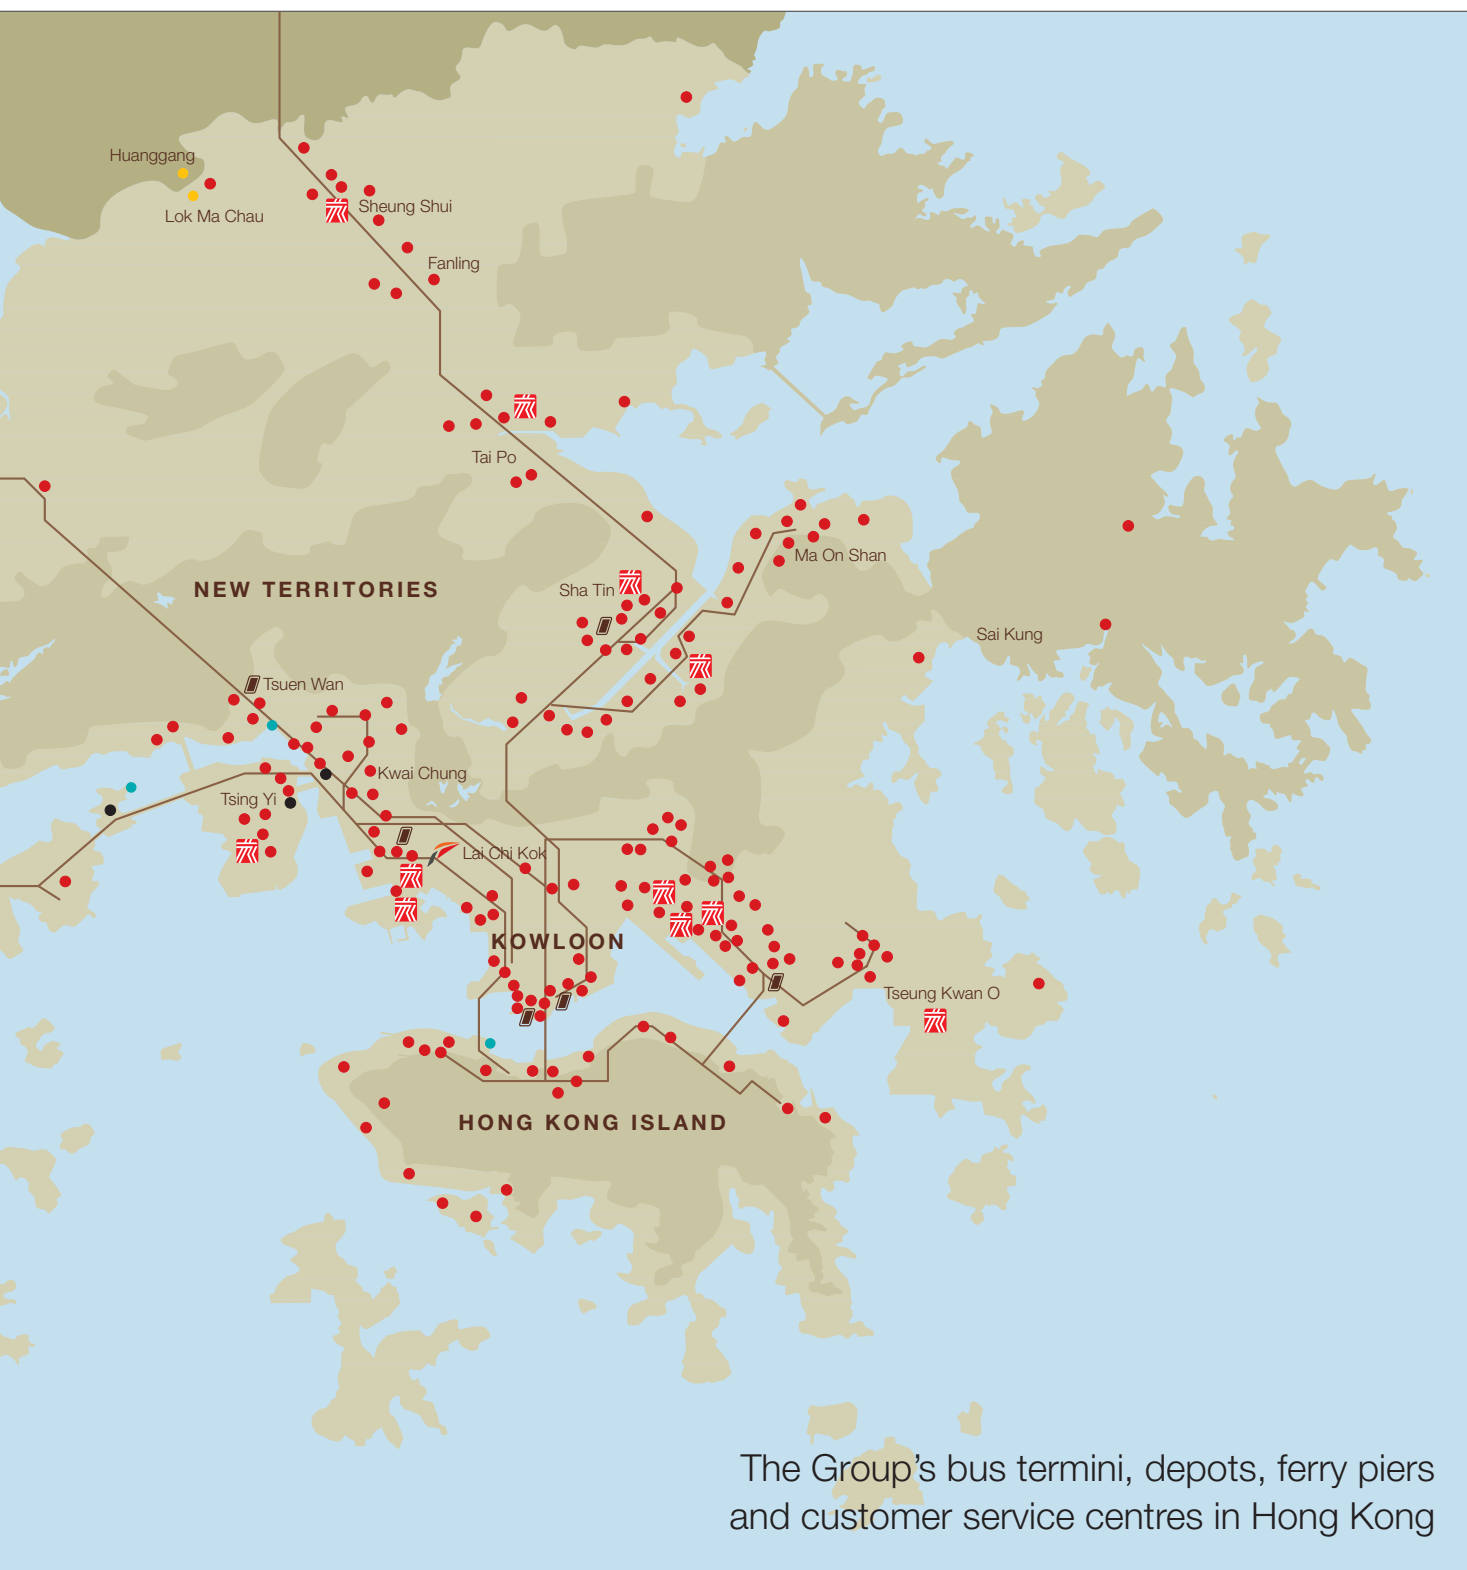 Huanggang
Lok Ma Chau
Sheung Shui
Fanling
Tai Po
Ma On Shan
NEW TERRITORIES
Sha Tin
Sai Kung
Tsuen Wan
Kwai Chung
Tsing Yi
Lai Chi Kok
KOWLOON
Tseung Kwan O
HONG KONG ISLAND
The Group’s bus termini, depots, ferry piers
and customer service centres in Hong Kong